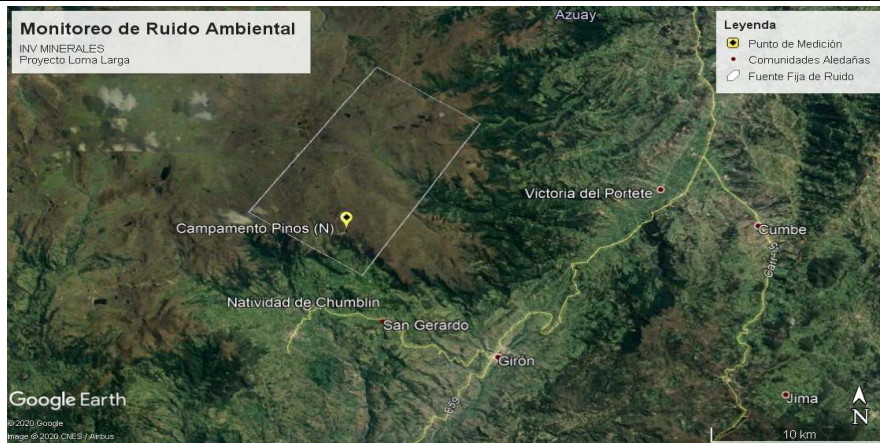 Monitoreo de Ruido Ambiental
INV MINERALES
Proyecto Loma Larga
Azuay
Leyenda
Punto de Medición
Comunidades Aledañas
Fuente Fija de Ruido
Victoria del Portete
Campamento Pinos (N)
Cumbe
Natividad de Chumblin
San Gerardo
Girón
E59
Jima
Google Earth
N
©2020 Google
Image © 2020 CNES / Airbus
10 km